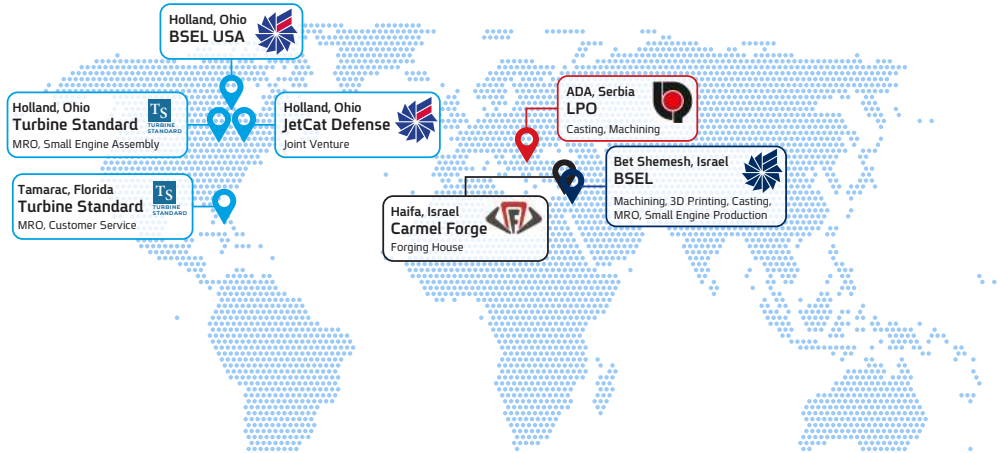 Holland, Ohio
BSEL USA
Holland, Ohio
Turbine Standard
MRO, Small Engine Assembly
TS
TURBINE
STANDARD
Holland, Ohio
JetCat Defense
Joint Venture
ADA, Serbia
LPO
Casting, Machining
Tamarac, Florida
Turbine Standard
MRO, Customer Service
TS
TURBINE
STANDARD
Haifa, Israel
Carmel Forge
Forging House
Bet Shemesh, Israel
BSEL
Machining, 3D Printing, Casting,
MRO, Small Engine Production